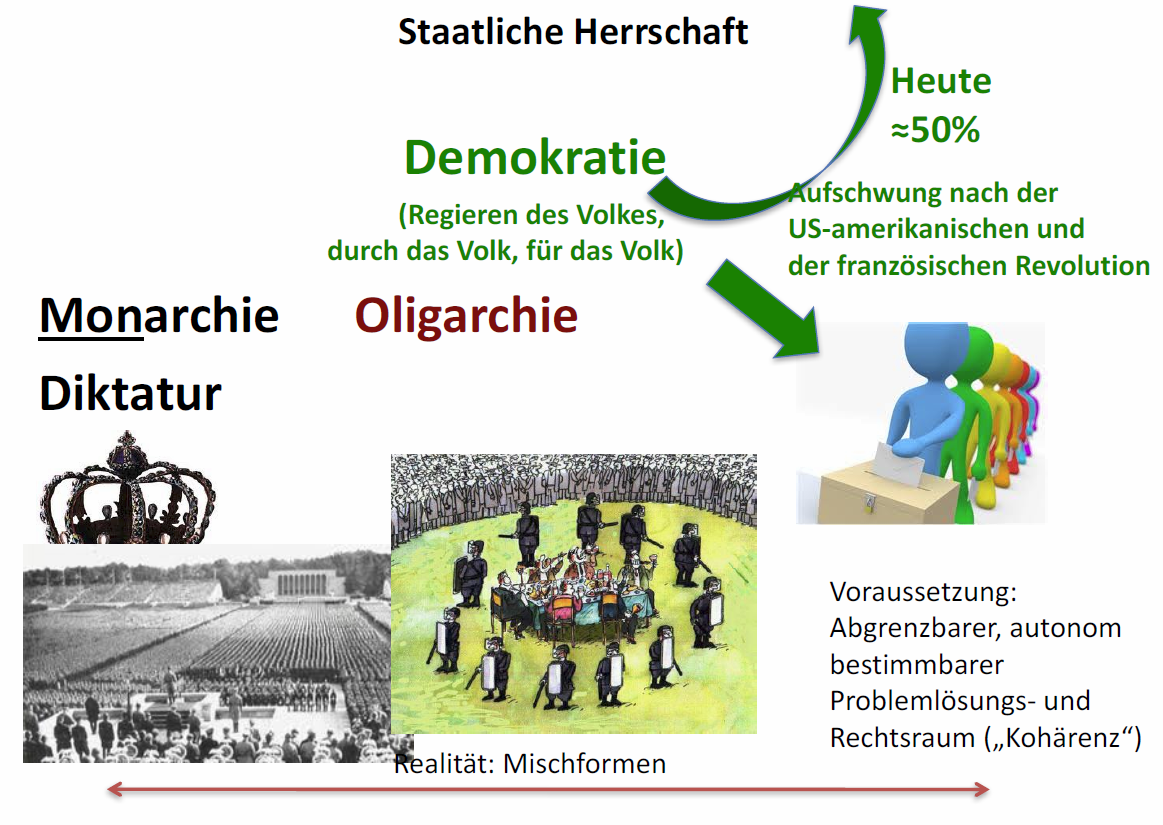 Staatliche Herrschaft
Heute
≈50%
Demokratie
(Regieren des Volkes,
durch das Volk, für das Volk)
Aufschwung nach der
US-amerikanischen und
der französischen Revolution
Monarchie
Oligarchie
Diktatur
Voraussetzung:
Abgrenzbarer, autonom
bestimmbarer
Problemlösungs- und
Rechtsraum („Kohärenz“)
Realität: Mischformen